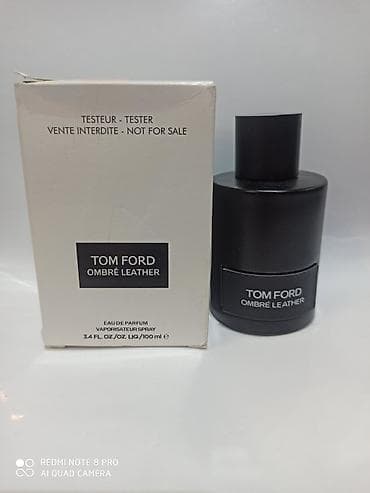 TESTEUR - TESTER
VENTE INTERDITE - NOT FOR SALE
TOM FORD
OMBRÉ LEATHER
EAU DE PARFUM
VAPORISATEUR SPRAY
3.4 FL. OZ./OZ. LIQ./100 ml ℮
TOM FORD
OMBRÉ LEATHER
REDMI NOTE 8 PRO
AI QUAD CAMERA